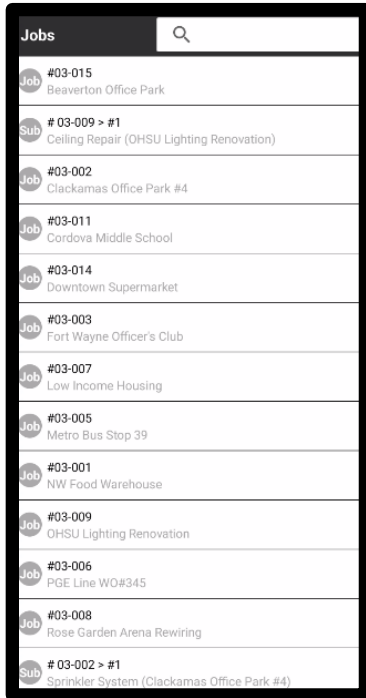 Jobs
Job
#03-015
Beaverton Office Park
Sub
# 03-009 > #1
Ceiling Repair (OHSU Lighting Renovation)
Job
#03-002
Clackamas Office Park #4
Job
#03-011
Cordova Middle School
Job
#03-014
Downtown Supermarket
Job
#03-003
Fort Wayne Officer's Club
Job
#03-007
Low Income Housing
Job
#03-005
Metro Bus Stop 39
Job
#03-001
NW Food Warehouse
Job
#03-009
OHSU Lighting Renovation
Job
#03-006
PGE Line WO#345
Job
#03-008
Rose Garden Arena Rewiring
Sub
# 03-002 > #1
Sprinkler System (Clackamas Office Park #4)